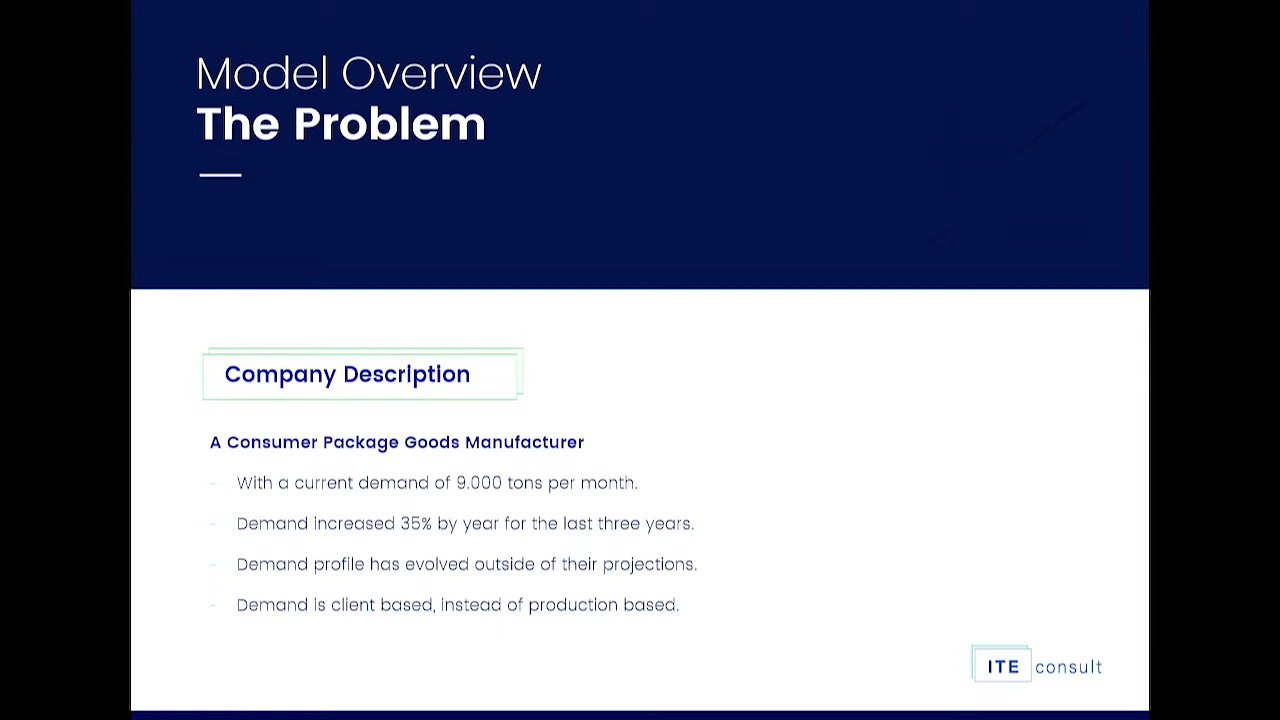 Model Overview
The Problem
Company Description
A Consumer Package Goods Manufacturer
- With a current demand of 9.000 tons per month.
- Demand increased 35% by year for the last three years.
- Demand profile has evolved outside of their projections.
- Demand is client based, instead of production based.
ITE consult